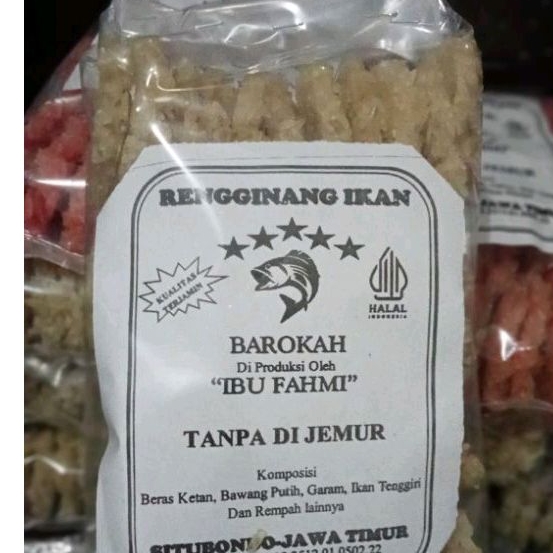 RENGGINANG IKAN
KUALITAS
TERJAMIN
HALAL
INDONESIA
BAROKAH
Di Produksi Oleh
“IBU FAHMI”
TANPA DI JEMUR
Komposisi
Beras Ketan, Bawang Putih, Garam, Ikan Tenggiri
Dan Rempah lainnya
SITUBONDO-JAWA TIMUR